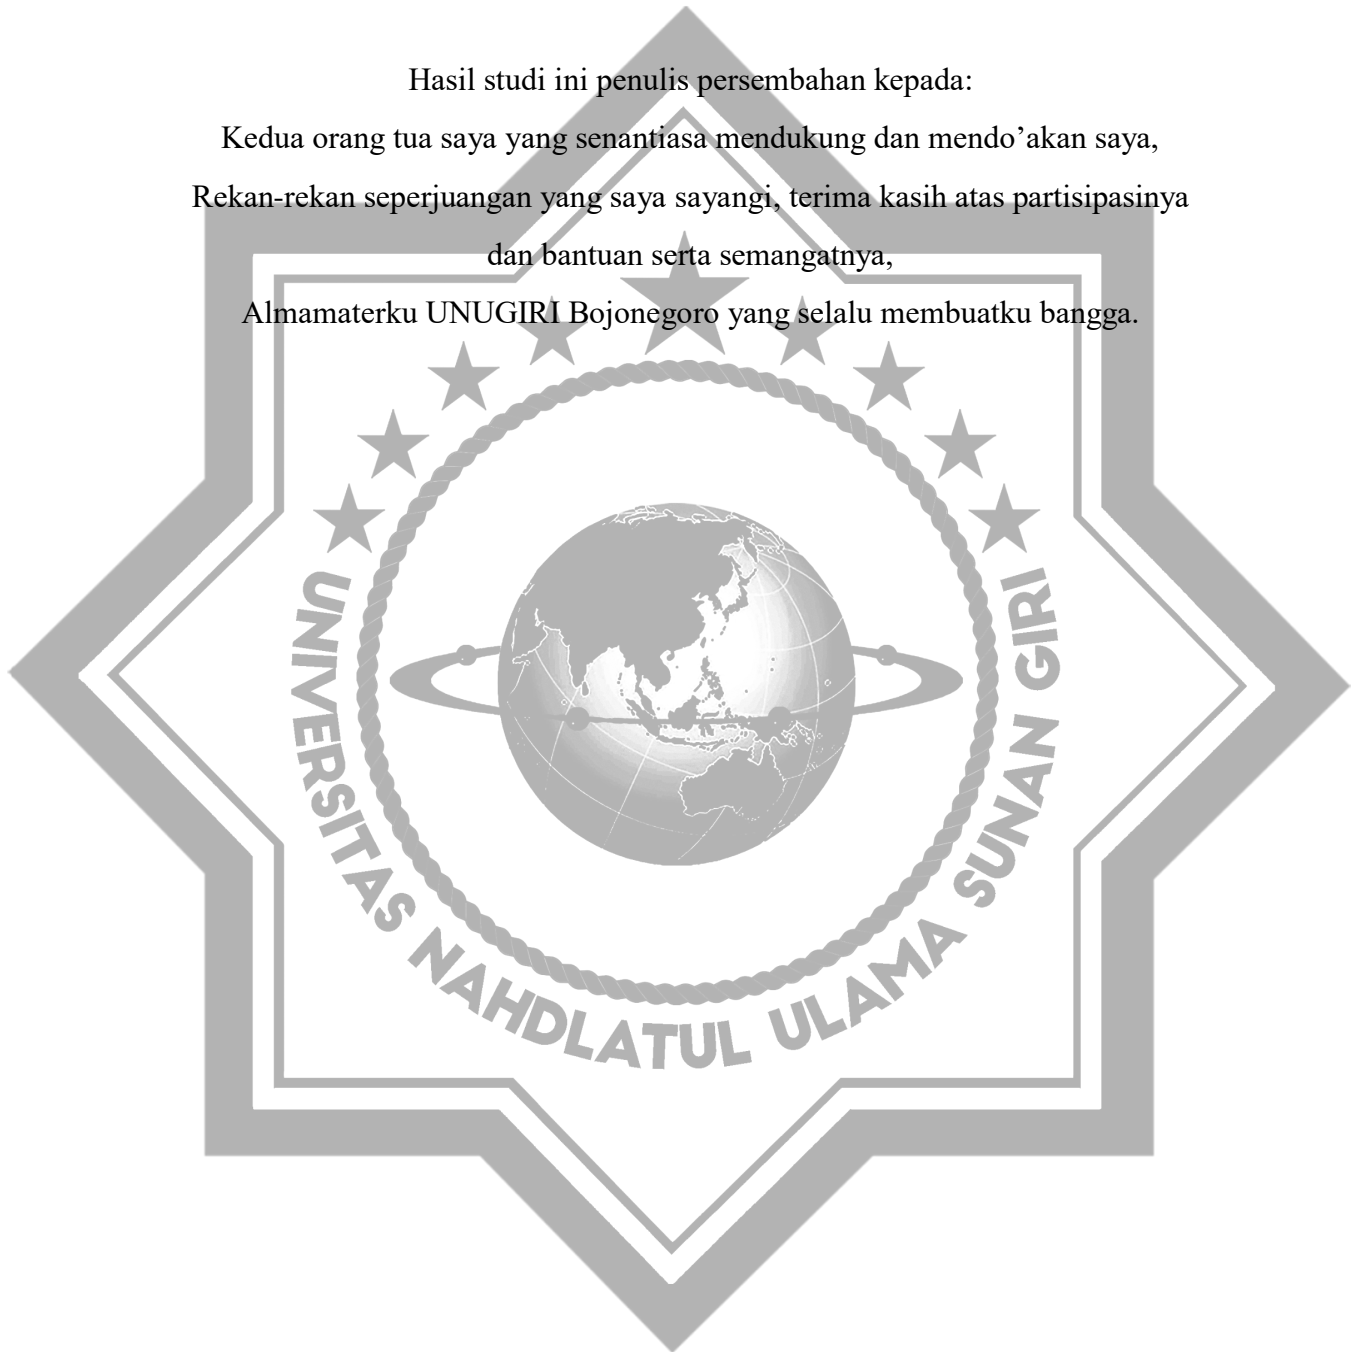 Hasil studi ini penulis persembahan kepada:
Kedua orang tua saya yang senantiasa mendukung dan mendo’akan saya,
Rekan-rekan seperjuangan yang saya sayangi, terima kasih atas partisipasinya
dan bantuan serta semangatnya,
Almamaterku UNUGIRI Bojonegoro yang selalu membuatku bangga.
UNIVERSITAS NAHDLATUL ULAMA SUNAN GIRI